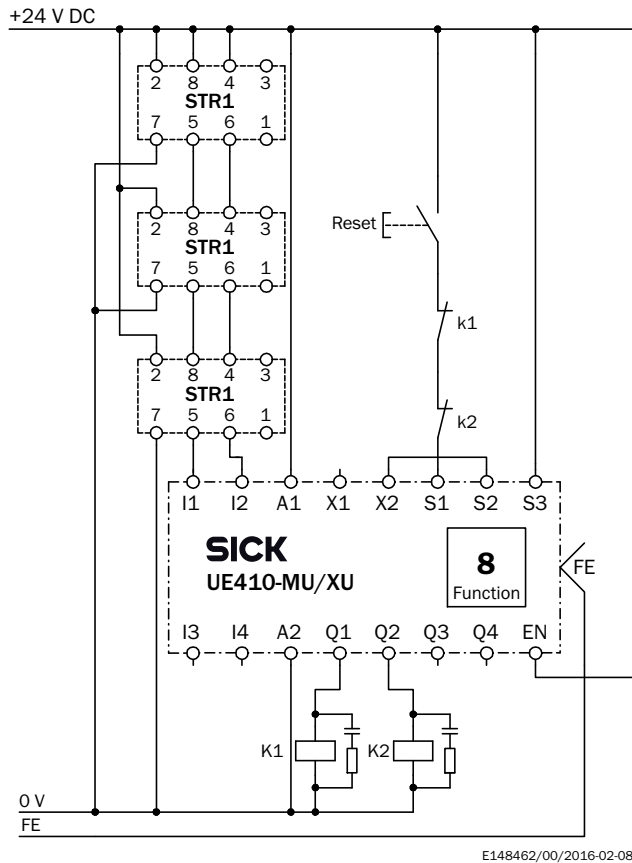 +24 V DC
2 8 4 3
STR1
7 5 6 1
2 8 4 3
STR1
7 5 6 1
Reset
k1
2 8 4 3
STR1
7 5 6 1
k2
I1 I2 A1 X1 X2 S1 S2 S3
SICK
UE410-MU/XU
8
Function
FE
I3 I4 A2 Q1 Q2 Q3 Q4 EN
K1 K2
0 V
FE
E148462/00/2016-02-08